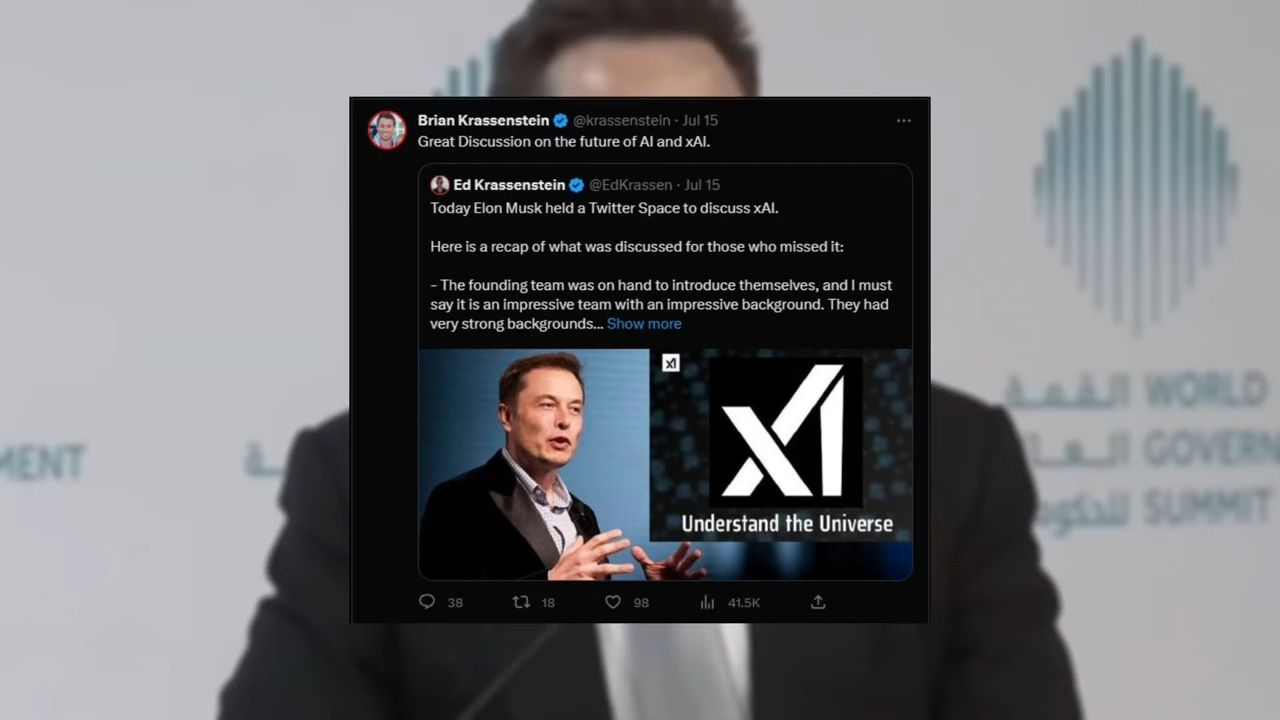 Brian Krassenstein @krassenstein · Jul 15
Great Discussion on the future of AI and xAI.
Ed Krassenstein @EdKrassen · Jul 15
Today Elon Musk held a Twitter Space to discuss xAI.
Here is a recap of what was discussed for those who missed it:
- The founding team was on hand to introduce themselves, and I must
say it is an impressive team with an impressive background. They had
very strong backgrounds... Show more
xI
xI
Understand the Universe
38 18 98 41.5K
القمة WORLD
GOVERN
SUMMIT
MENT